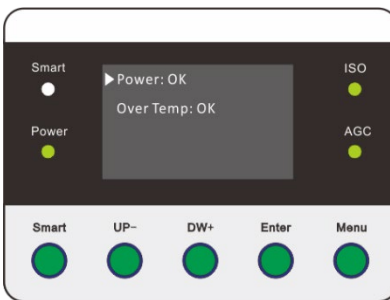 Smart
ISO
Power: OK
Over Temp: OK
Power
AGC
Smart UP- DW+ Enter Menu